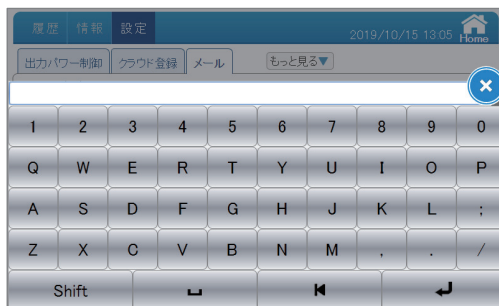 履歴 情報 設定 2019/10/15 13:05 Home
出力パワー制御 クラウド登録 メール もっと見る▼
1 2 3 4 5 6 7 8 9 0
Q W E R T Y U I O P
A S D F G H J K L ;
Z X C V B N M , . /
Shift